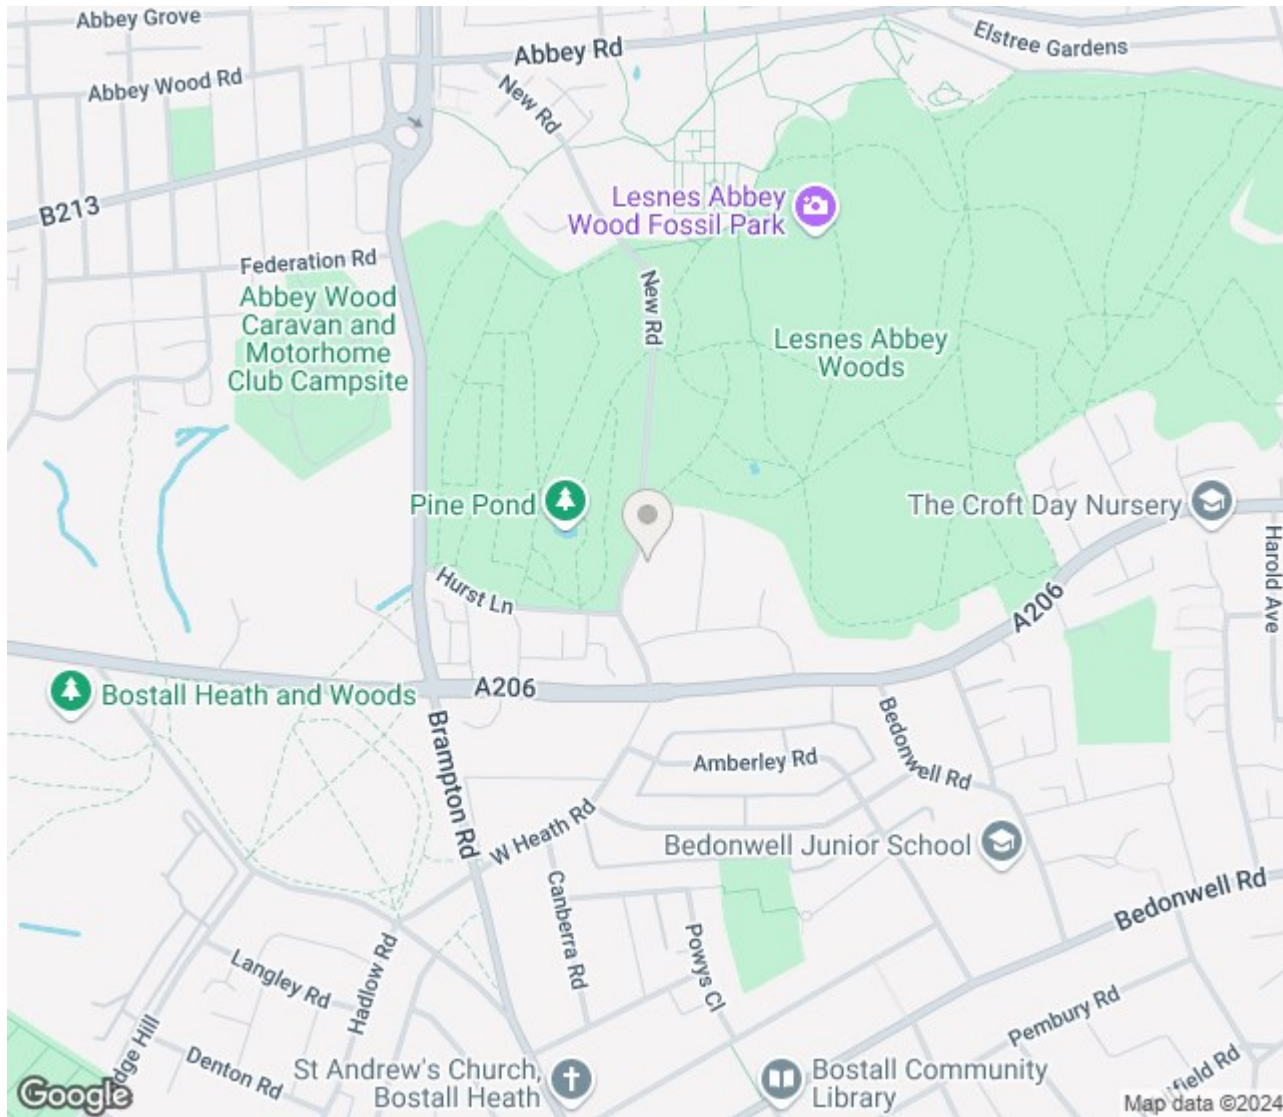 Abbey Grove
Abbey Rd
Elstree Gardens
Abbey Wood Rd
New Rd
B213
Lesnes Abbey
Wood Fossil Park
Federation Rd
New Rd
Abbey Wood
Caravan and
Motorhome
Club Campsite
Lesnes Abbey
Woods
Pine Pond
The Croft Day Nursery
Harold Ave
Hurst Ln
A206
Bostall Heath and Woods
A206
Brampton Rd
Bedonwell Rd
Amberley Rd
W Heath Rd
Bedonwell Junior School
Canberra Rd
Bedonwell Rd
Powys Cl
Langley Rd
Hadlow Rd
Pembury Rd
Denton Rd
St Andrew's Church,
Bostall Heath
Bostall Community
Library
Google
Map data ©2024